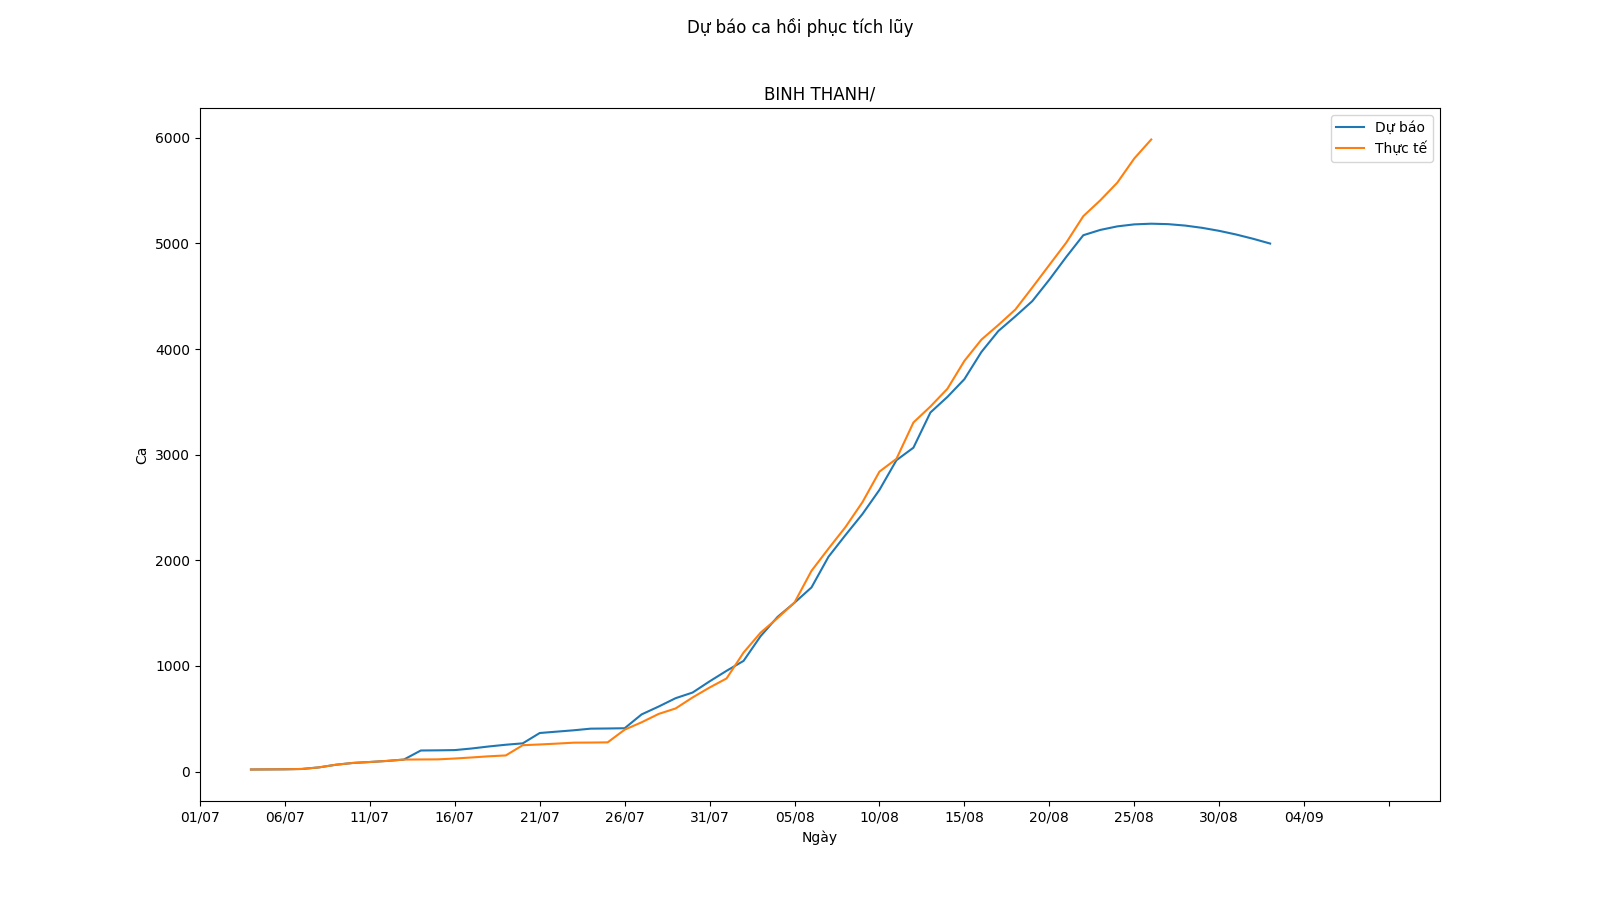 Dự báo ca hồi phục tích lũy
BINH THANH/
Dự báo
Thực tế
6000
5000
4000
3000
2000
1000
0
Ca
01/07 06/07 11/07 16/07 21/07 26/07 31/07 05/08 10/08 15/08 20/08 25/08 30/08 04/09
Ngày